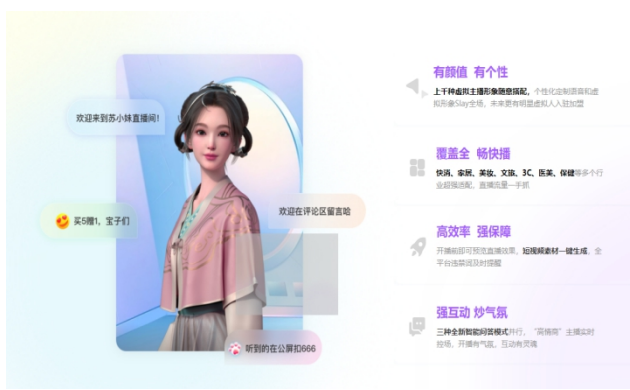 欢迎来到苏小妹直播间!
买5赠1，宝子们
欢迎在评论区留言哈
听到的在公屏扣666
有颜值 有个性
上千种虚拟主播形象随意搭配，个性化定制语音和虚
拟形象Slay全场，未来更有明星虚拟人入驻加盟
覆盖全 畅快播
快消、家居、美妆、文旅、3C、医美、保健等多个行
业超强适配，直播流量一手抓
高效率 强保障
开播前即可预览直播效果，短视频素材一键生成，全
平台违禁词及时提醒
强互动 炒气氛
三种全新智能问答模式并行，“高情商”主播实时
控场，开播有气氛，互动有灵魂